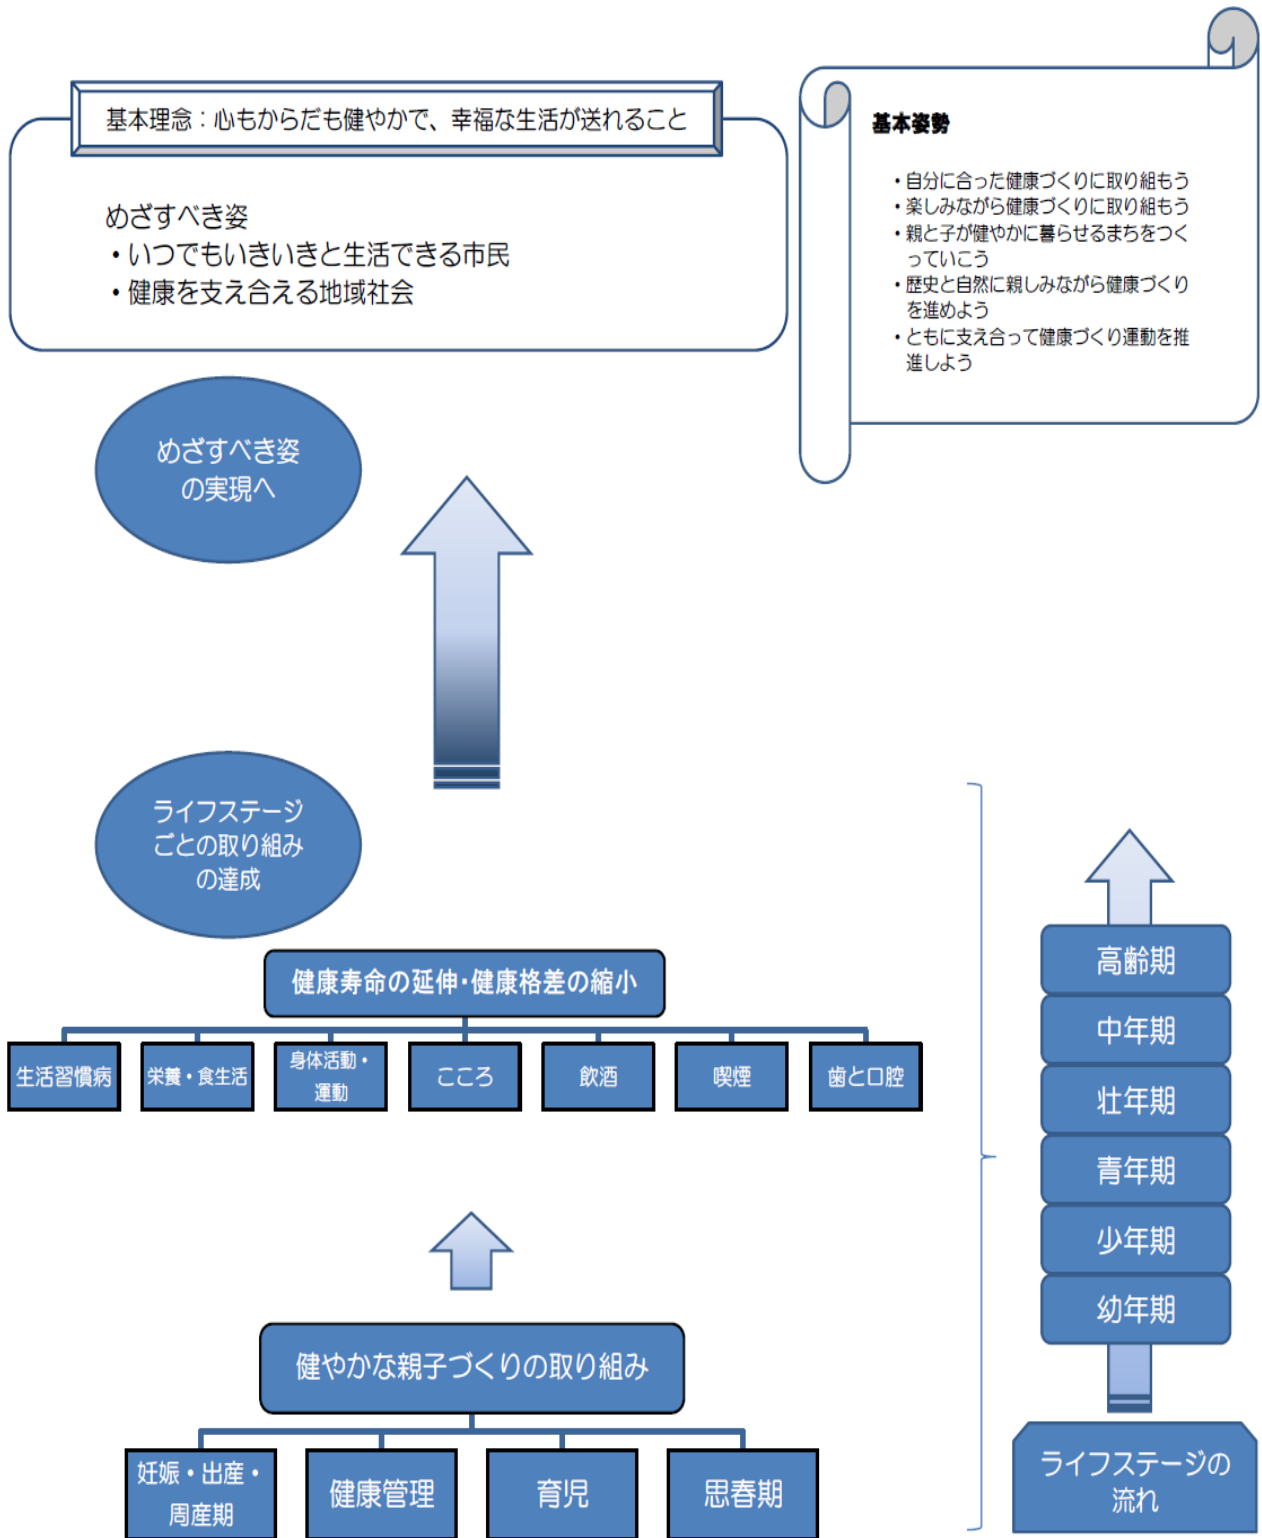 基本理念：心もからだも健やかで、幸福な生活が送れること
めざすべき姿
・いつでもいきいきと生活できる市民
・健康を支え合える地域社会
基本姿勢
・自分に合った健康づくりに取り組もう
・楽しみながら健康づくりに取り組もう
・親と子が健やかに暮らせるまちをつく
っていこう
・歴史と自然に親しみながら健康づくり
を進めよう
・ともに支え合って健康づくり運動を推
進しよう
めざすべき姿
の実現へ
ライフステージ
ごとの取り組み
の達成
健康寿命の延伸・健康格差の縮小
生活習慣病
栄養・食生活
身体活動・
運動
こころ
飲酒
喫煙
歯と口腔
健やかな親子づくりの取り組み
妊娠・出産・
周産期
健康管理
育児
思春期
高齢期
中年期
壮年期
青年期
少年期
幼年期
ライフステージの
流れ